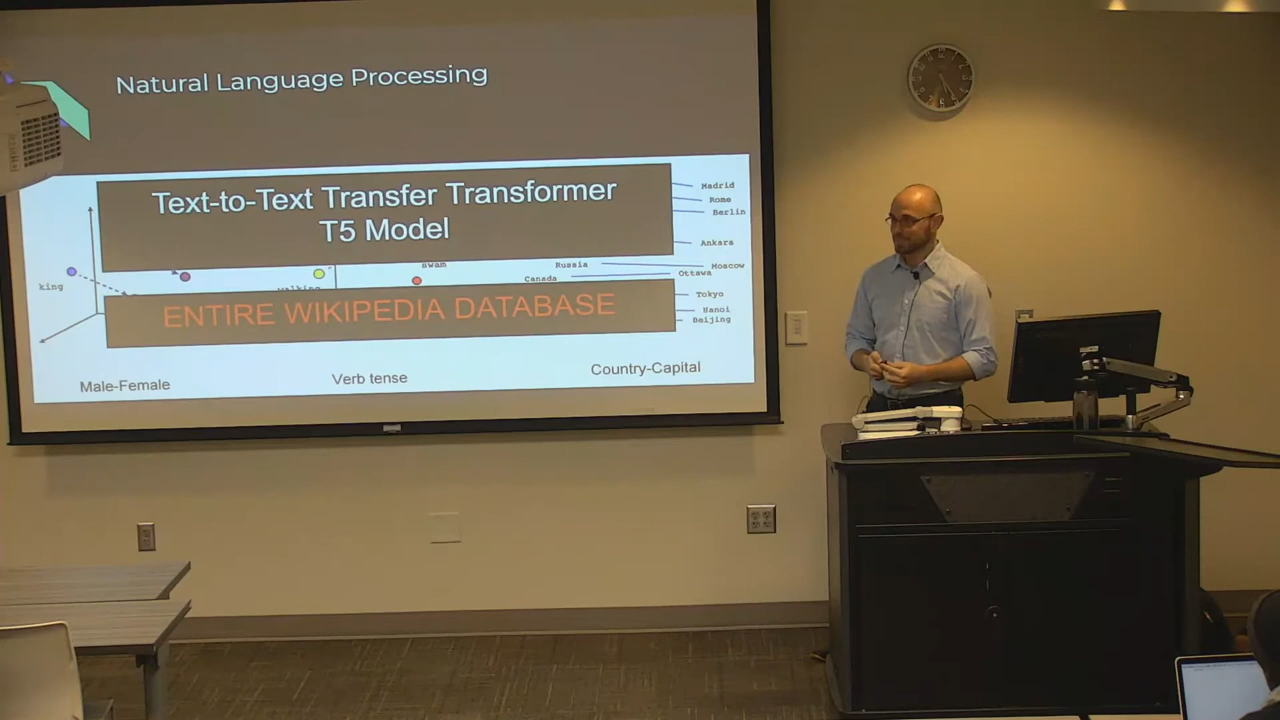 Natural Language Processing
Text-to-Text Transfer Transformer
T5 Model
Madrid
Rome
Berlin
Ankara
swam
Russia
Moscow
Canada
Ottawa
king
walking
ENTIRE WIKIPEDIA DATABASE
Tokyo
Hanoi
Beijing
Male-Female
Verb tense
Country-Capital